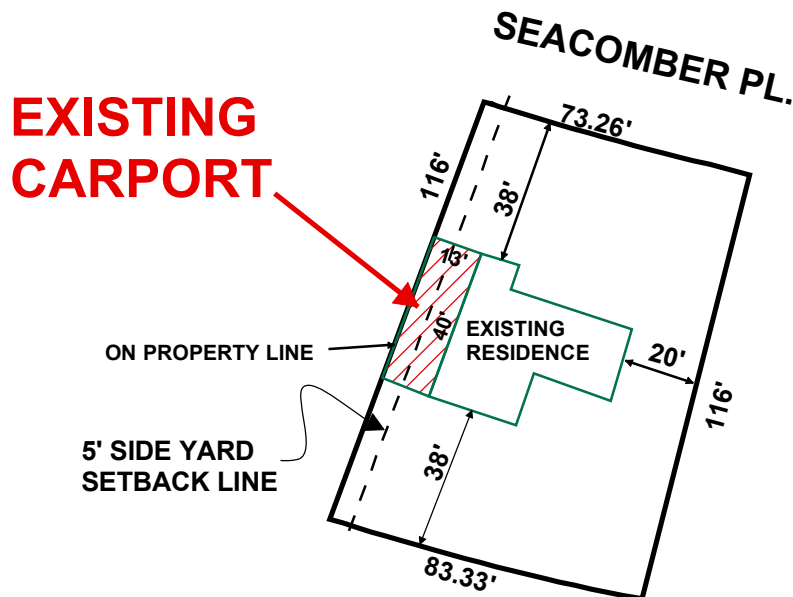 SEACOMBER PL.
EXISTING
CARPORT
73.26'
116'
38'
13'
40'
EXISTING
RESIDENCE
ON PROPERTY LINE
20'
116'
5' SIDE YARD
SETBACK LINE
38'
83.33'